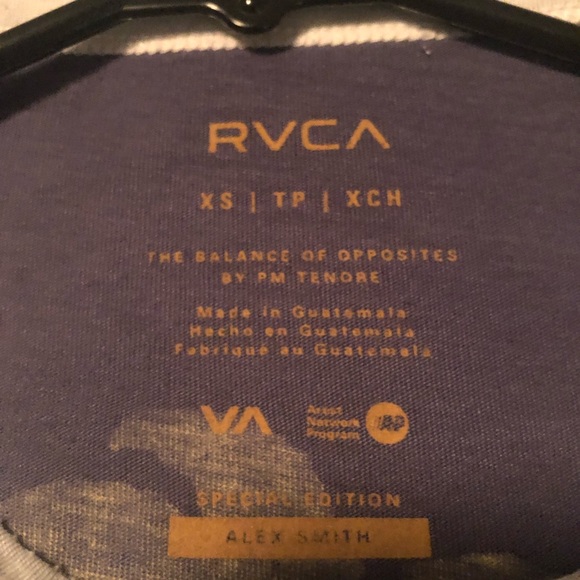 RVCA
XS | TP | XCH
THE BALANCE OF OPPOSITES
BY PM TENORE
Made in Guatemala
Hecho en Guatemala
Fabriqué au Guatemala
VA
Artist
Network
Program
ANP
SPECIAL EDITION
ALEX SMITH